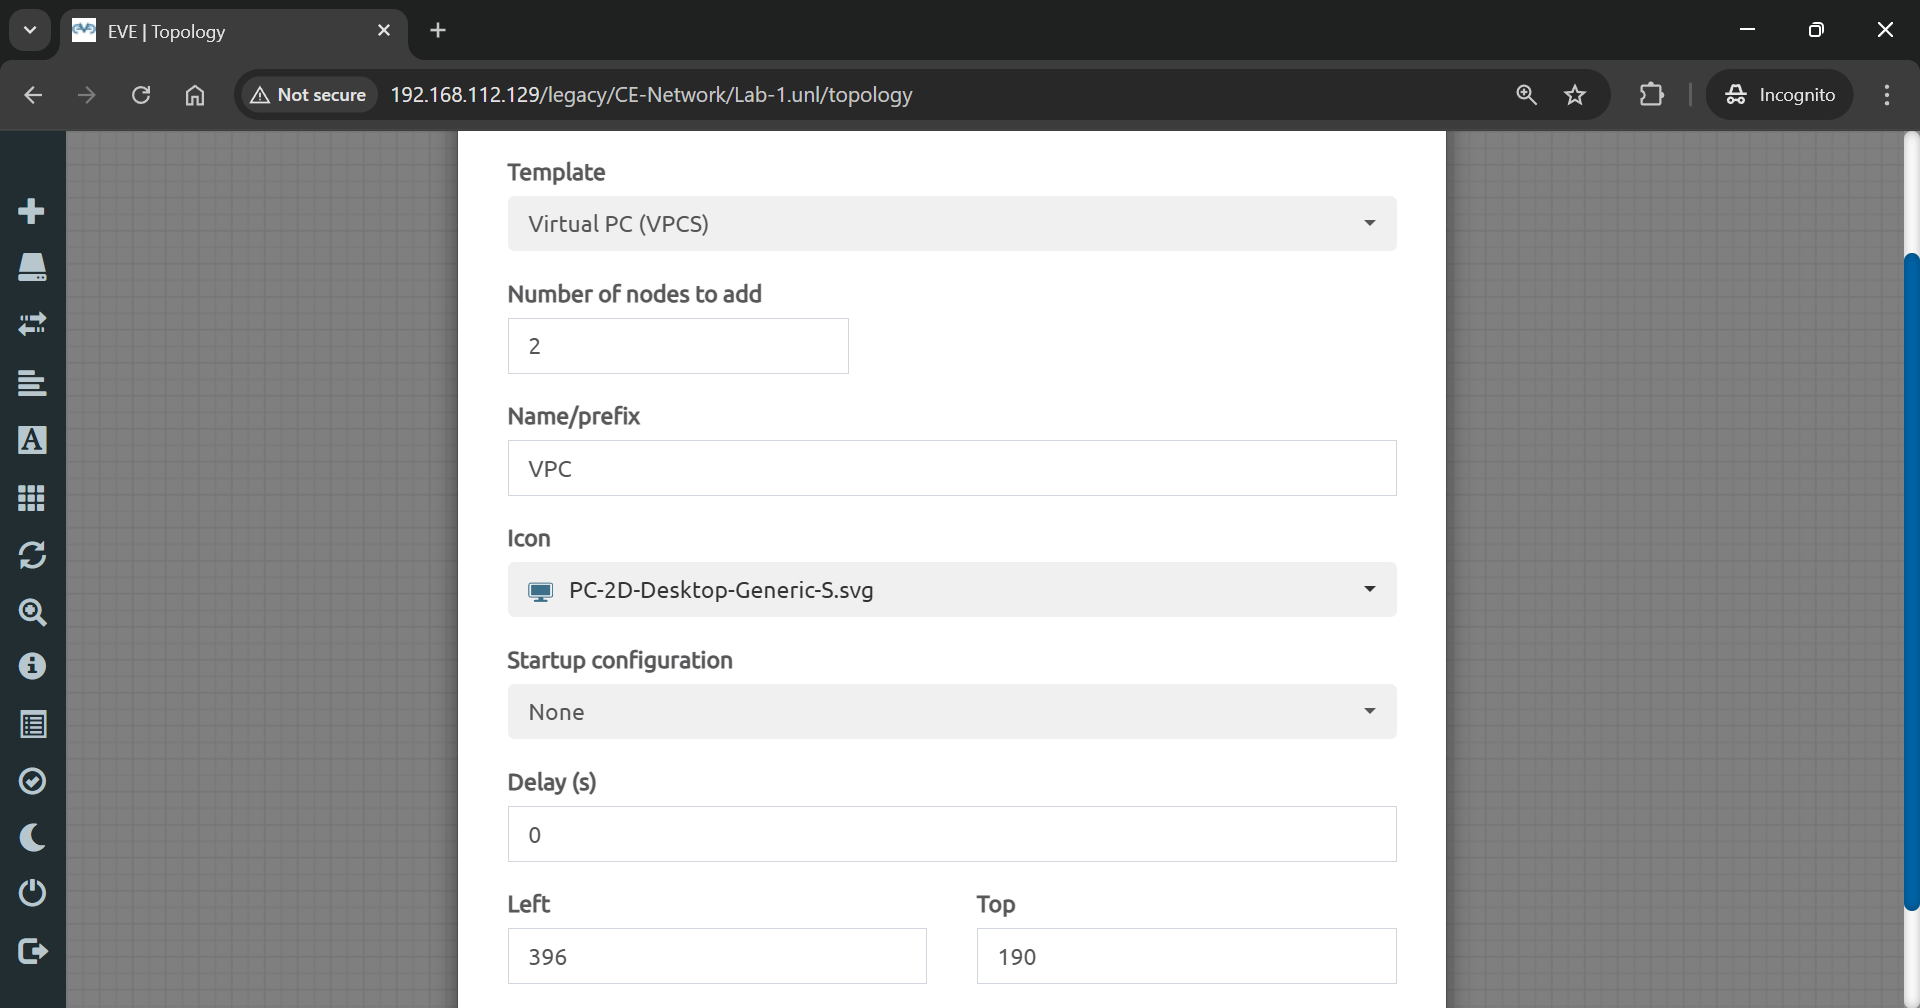 EVE | Topology
Not secure
192.168.112.129/legacy/CE-Network/Lab-1.unl/topology
Incognito
Template
Virtual PC (VPCS)
Number of nodes to add
2
Name/prefix
VPC
Icon
PC-2D-Desktop-Generic-S.svg
Startup configuration
None
Delay (s)
0
Left
Top
396
190